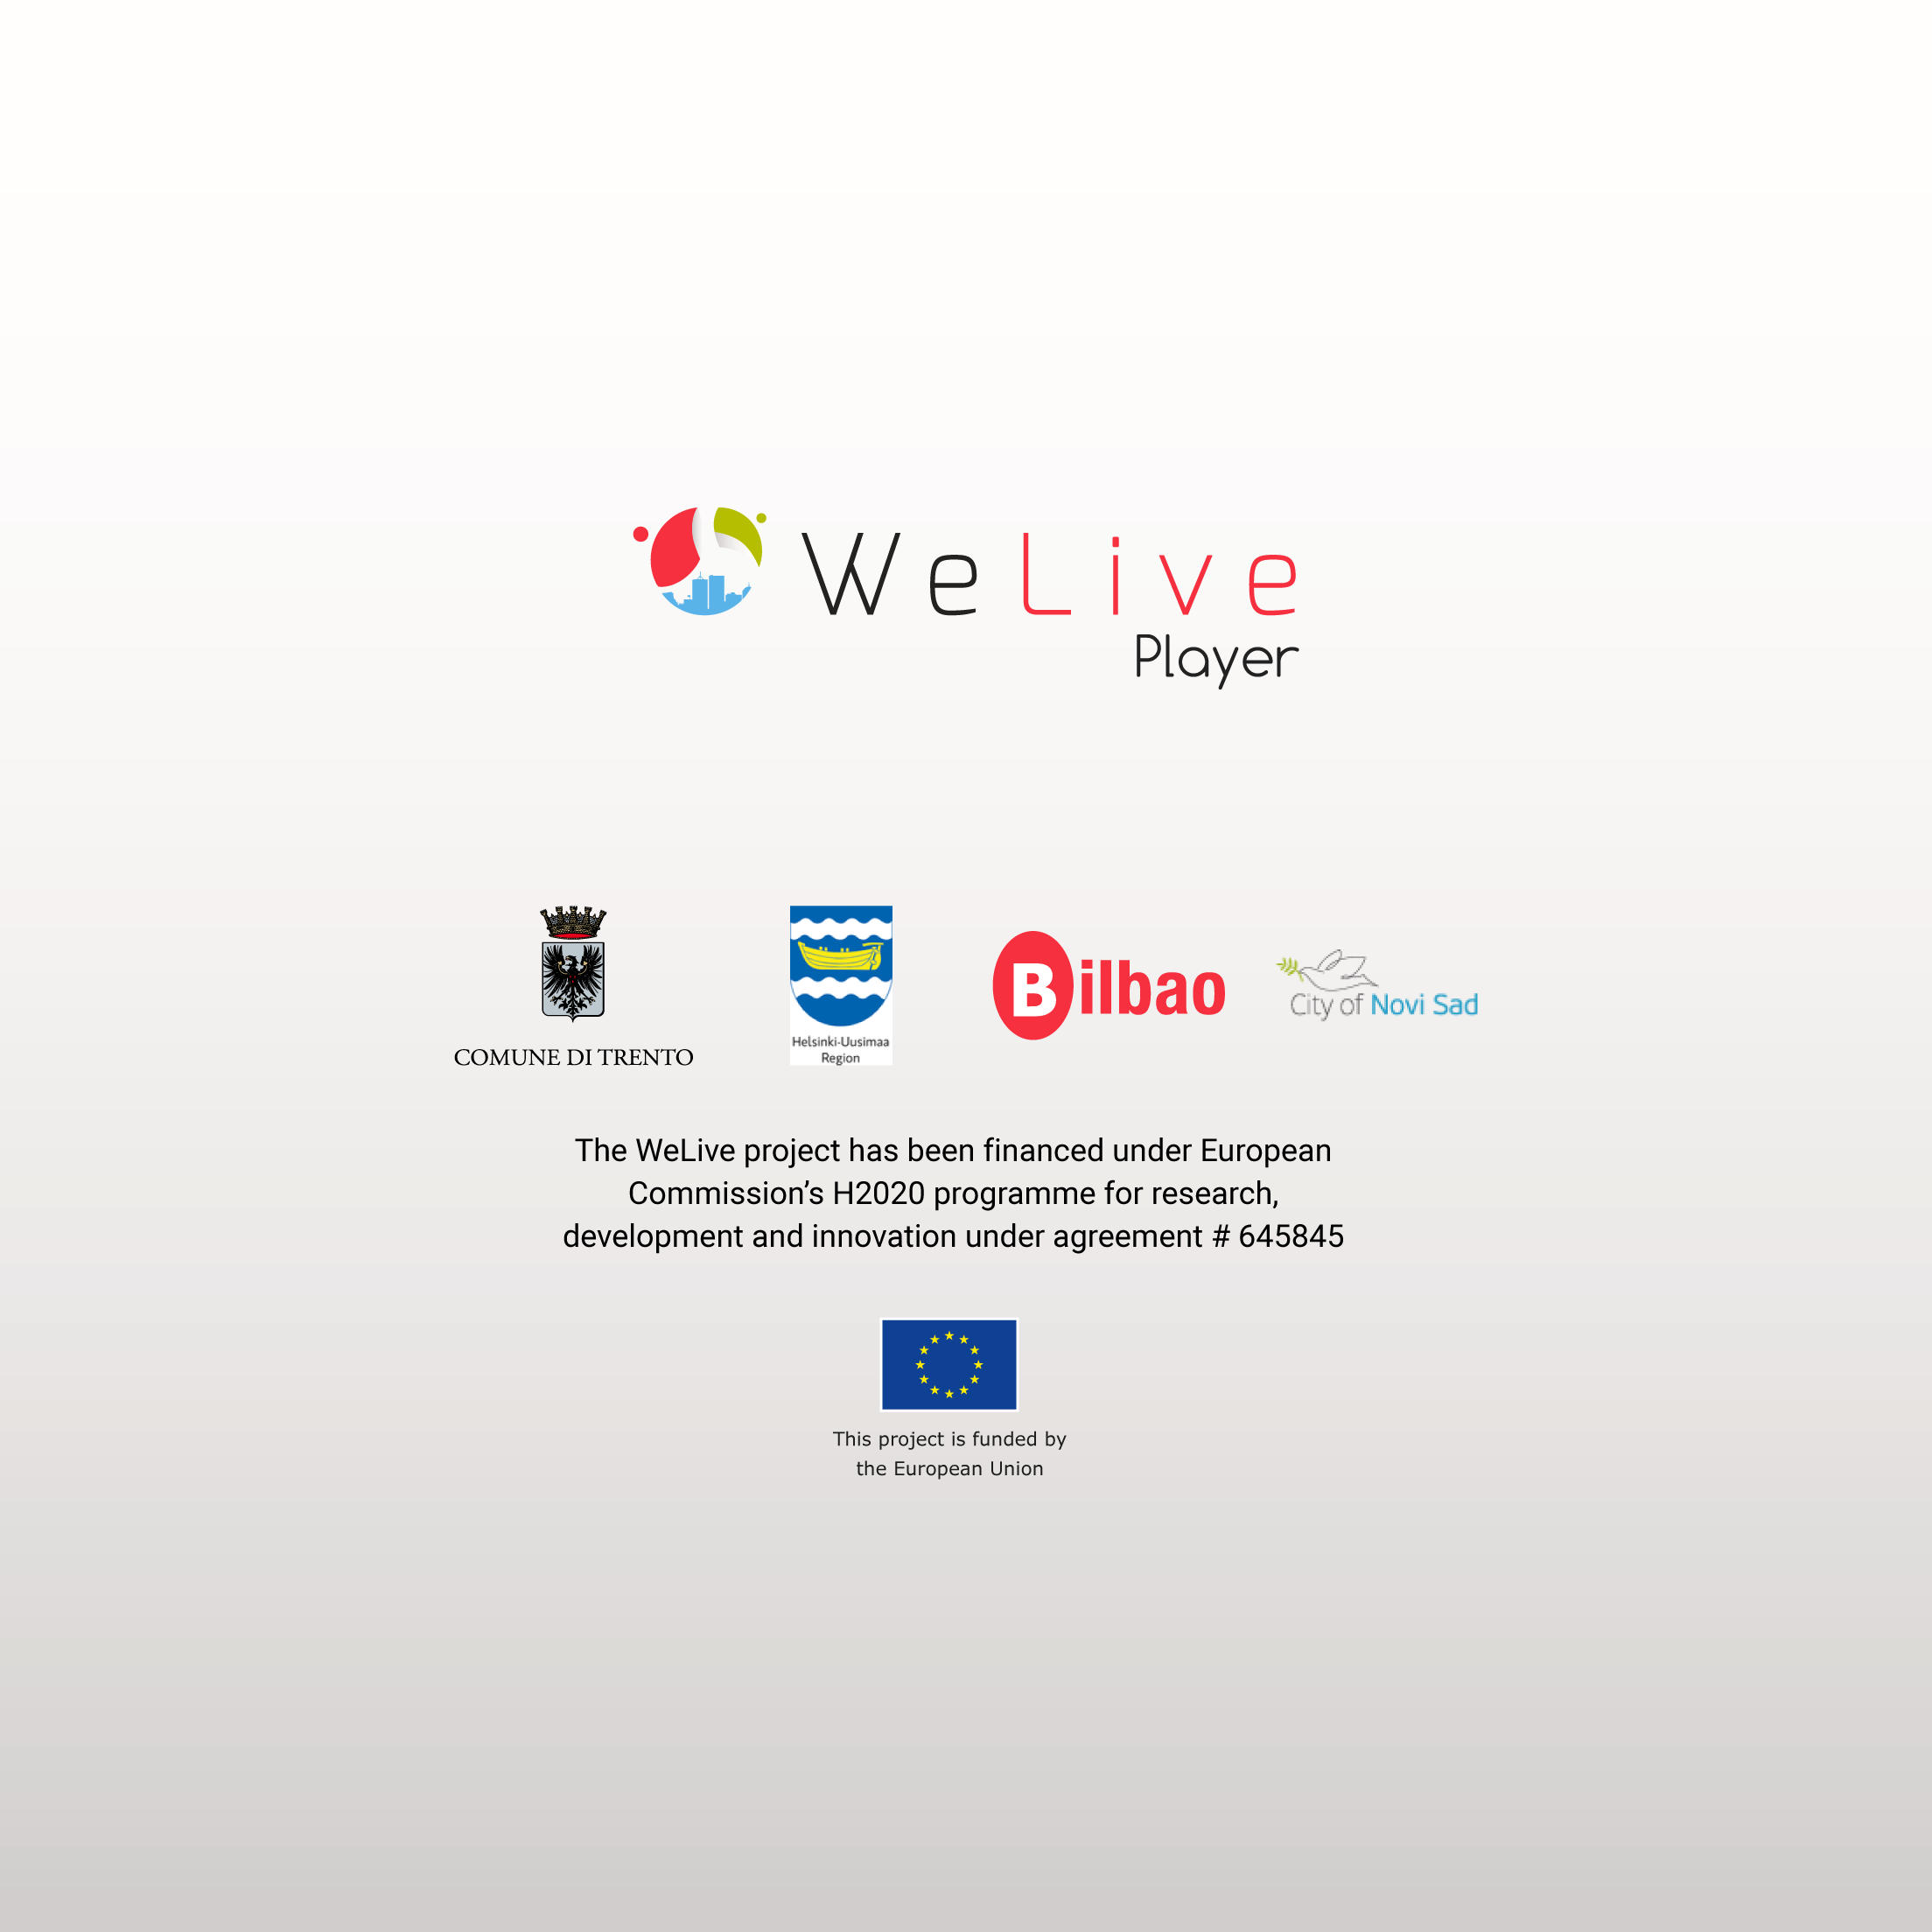 WeLive
Player
COMUNE DI TRENTO
Helsinki-Uusimaa
Region
Bilbao
City of Novi Sad
The WeLive project has been financed under European
Commission’s H2020 programme for research,
development and innovation under agreement # 645845
This project is funded by
the European Union